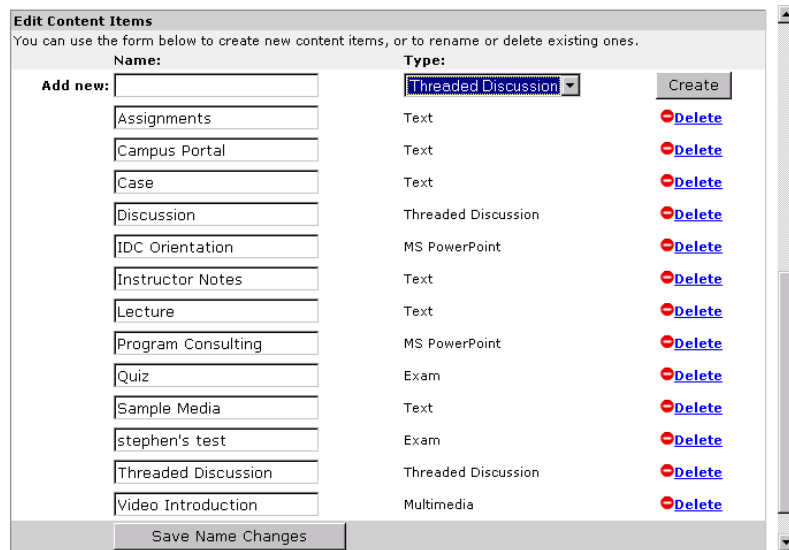 Edit Content Items
You can use the form below to create new content items, or to rename or delete existing ones.
Name: Type:
Add new: Threaded Discussion Create
Assignments Text Delete
Campus Portal Text Delete
Case Text Delete
Discussion Threaded Discussion Delete
IDC Orientation MS PowerPoint Delete
Instructor Notes Text Delete
Lecture Text Delete
Program Consulting MS PowerPoint Delete
Quiz Exam Delete
Sample Media Text Delete
stephen's test Exam Delete
Threaded Discussion Threaded Discussion Delete
Video Introduction Multimedia Delete
Save Name Changes